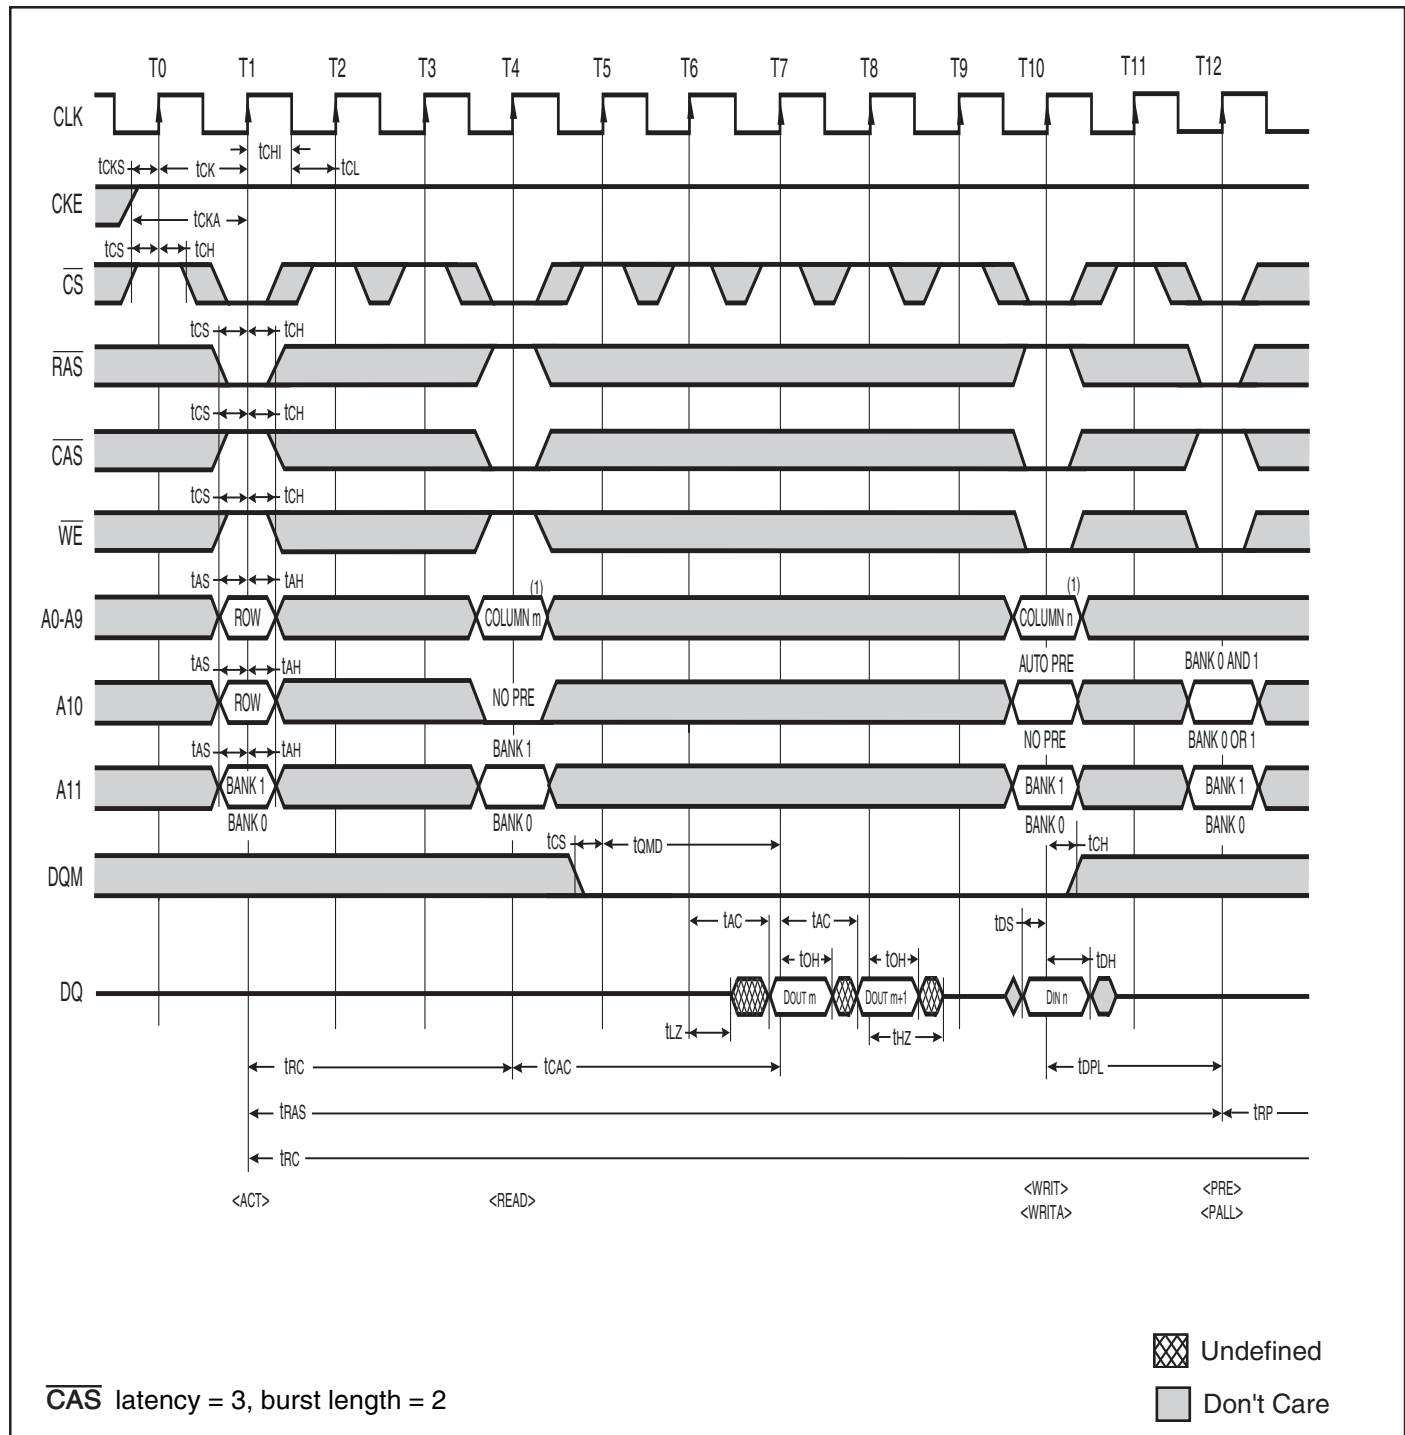 T0 T1 T2 T3 T4 T5 T6 T7 T8 T9 T10 T11 T12
CLK
tCHI
tCKS tCK tCL
CKE
tCKA
tCS tCH
CS
tCS tCH
RAS
tCS tCH
CAS
tCS tCH
WE
tAS tAH (1) (1)
A0-A9 ROW COLUMN m COLUMN n
tAS tAH AUTO PRE BANK 0 AND 1
A10 ROW NO PRE
tAS tAH BANK 1 NO PRE BANK 0 OR 1
A11 BANK 1 BANK 1 BANK 1
BANK 0 BANK 0 BANK 0 BANK 0
tCS tQMD tCH
DQM
tAC tAC tDS
tOH tOH tDH
DQ DOUT m DOUT m+1 DIN n
tLZ tHZ
tRC tCAC tDPL
tRAS tRP
tRC
<ACT> <READ> <WRIT> <PRE>
<WRITA> <PALL>
Undefined
CAS latency = 3, burst length = 2
Don't Care